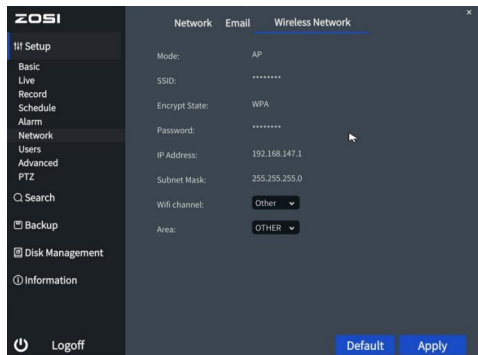 ZOSI
Network Email Wireless Network
×
Setup
Basic
Live
Record
Schedule
Alarm
Network
Users
Advanced
PTZ
Search
Backup
Disk Management
Information
Logoff
Mode: AP
SSID: ********
Encrypt State: WPA
Password: ********
IP Address: 192.168.147.1
Subnet Mask: 255.255.255.0
Wifi channel: Other
Area: OTHER
Default Apply